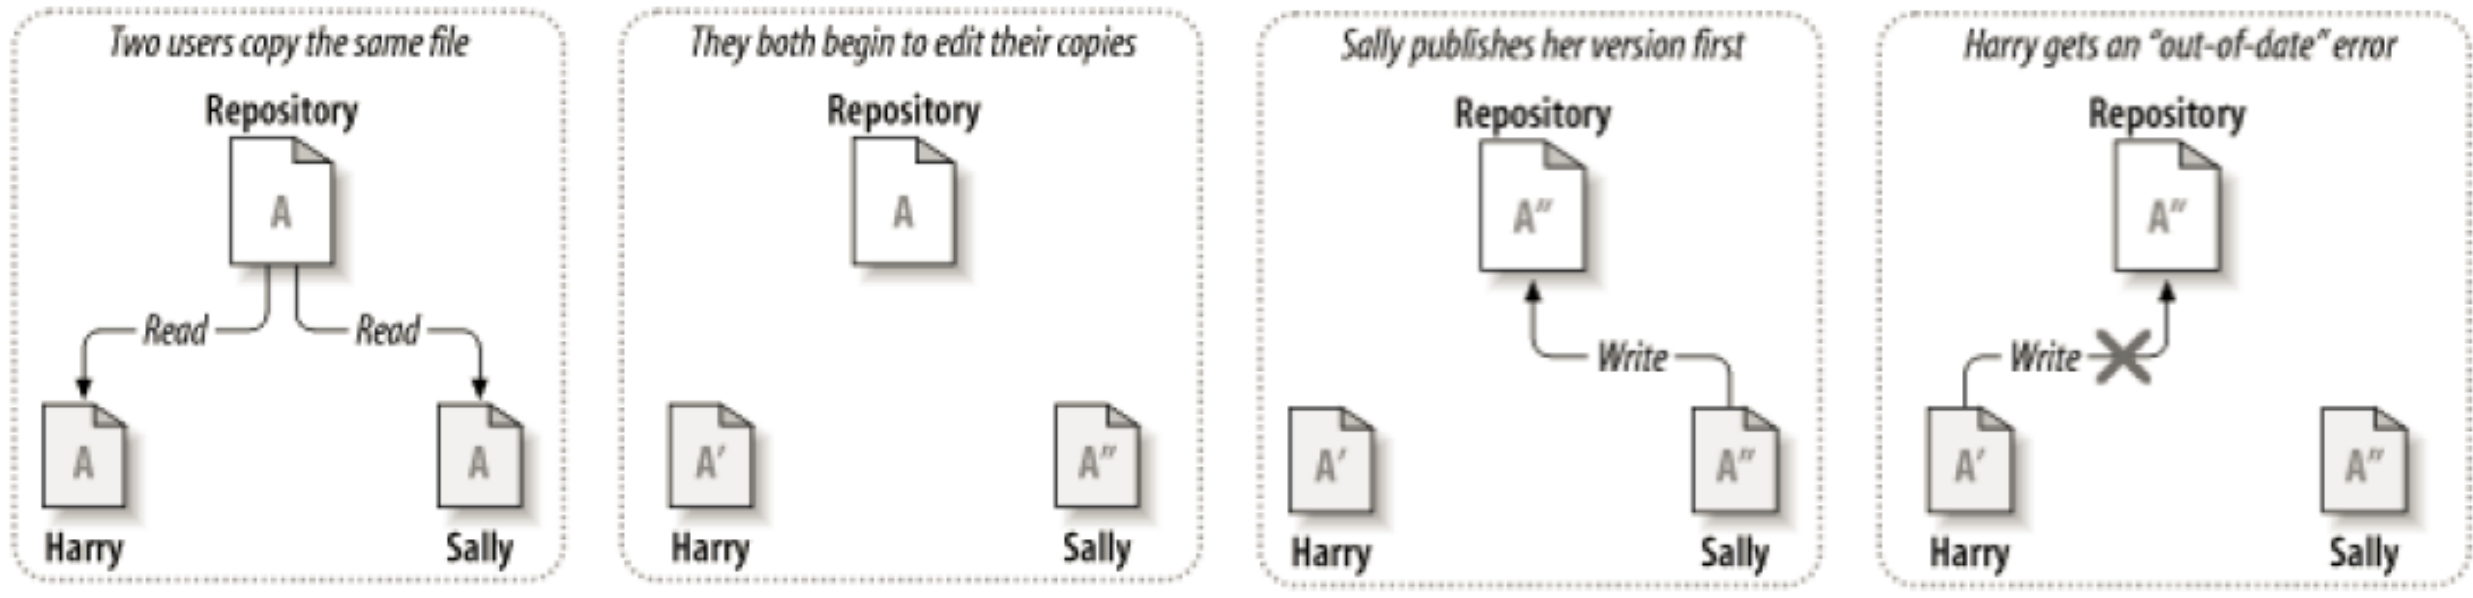 Two users copy the same file
Repository
A
Read Read
A A
Harry Sally
They both begin to edit their copies
Repository
A
A′ A″
Harry Sally
Sally publishes her version first
Repository
A″
Write
A′ A″
Harry Sally
Harry gets an “out-of-date” error
Repository
A″
Write
A′ A″
Harry Sally